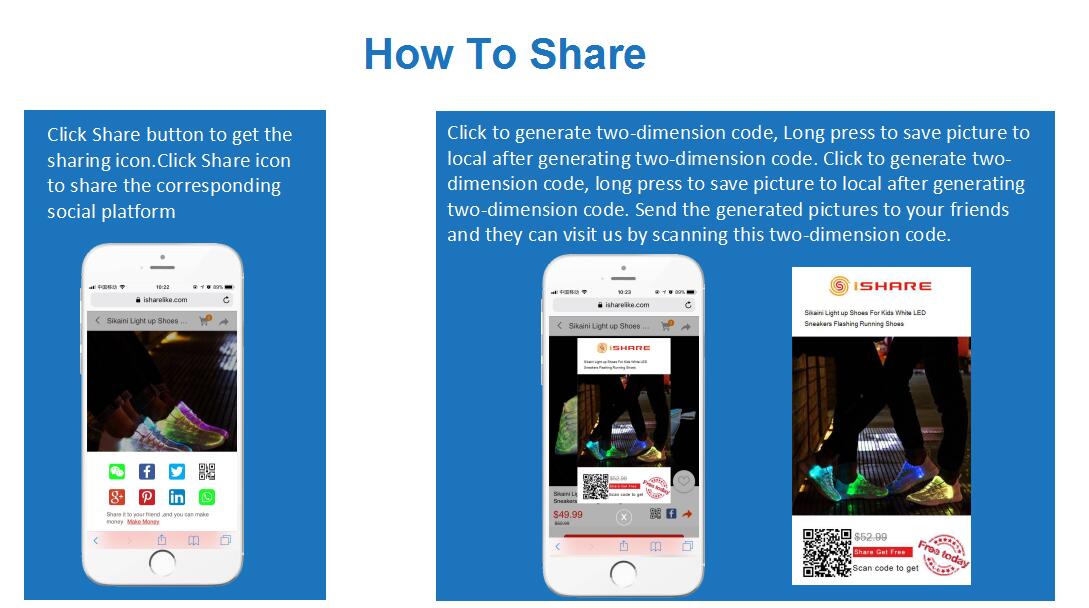 How To Share
Click Share button to get the
sharing icon.Click Share icon
to share the corresponding
social platform
中国移动
10:22
89%
isharelike.com
Sikaini Light up Shoes ...
Share it to your friend ,and you can make
money Make Money
Click to generate two-dimension code, Long press to save picture to
local after generating two-dimension code. Click to generate two-
dimension code, long press to save picture to local after generating
two-dimension code. Send the generated pictures to your friends
and they can visit us by scanning this two-dimension code.
中国移动
10:23
89%
isharelike.com
Sikaini Light up Shoes ...
iSHARE
Sikaini Light up Shoes For Kids White LED
Sneakers Flashing Running Shoes
$52.99
Share Get Free
Scan code to get
Free today
Sikaini Lig
Sneakers
$49.99
$52.99
X
iSHARE
Sikaini Light up Shoes For Kids White LED
Sneakers Flashing Running Shoes
$52.99
Share Get Free
Scan code to get
Free today